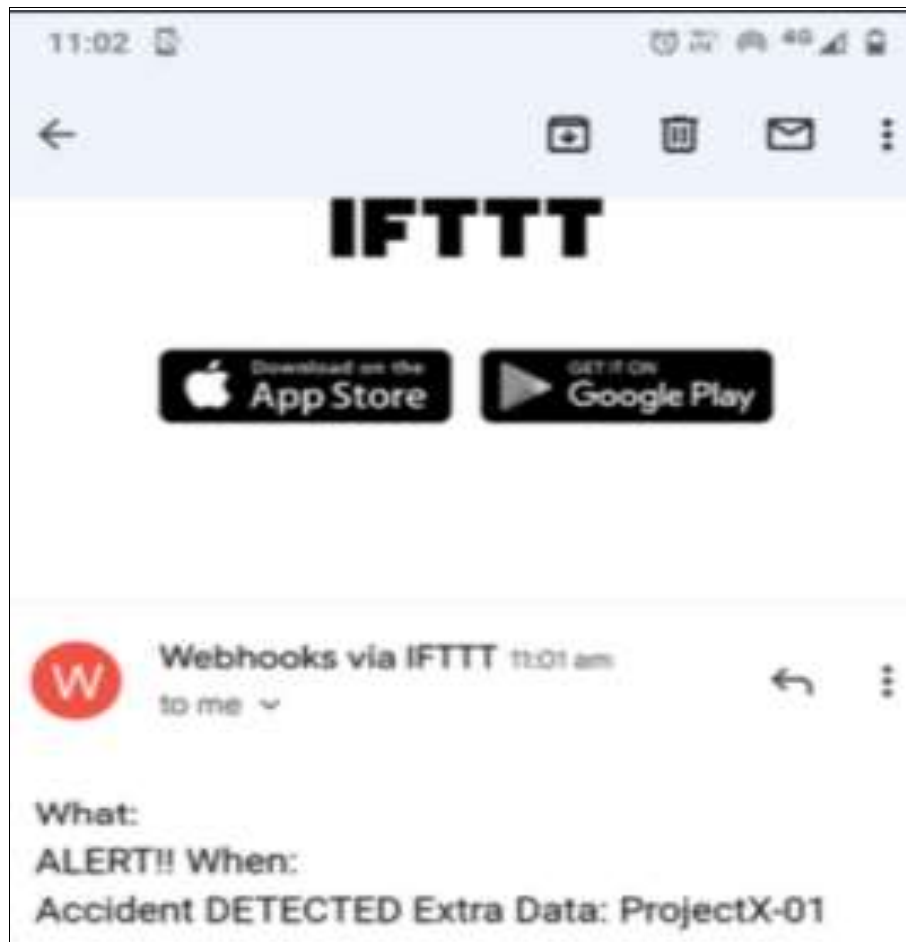 11:02
4G
IFTTT
Download on the
App Store
GET IT ON
Google Play
W
Webhooks via IFTTT 11:01 am
to me
What:
ALERT!! When:
Accident DETECTED Extra Data: ProjectX-01